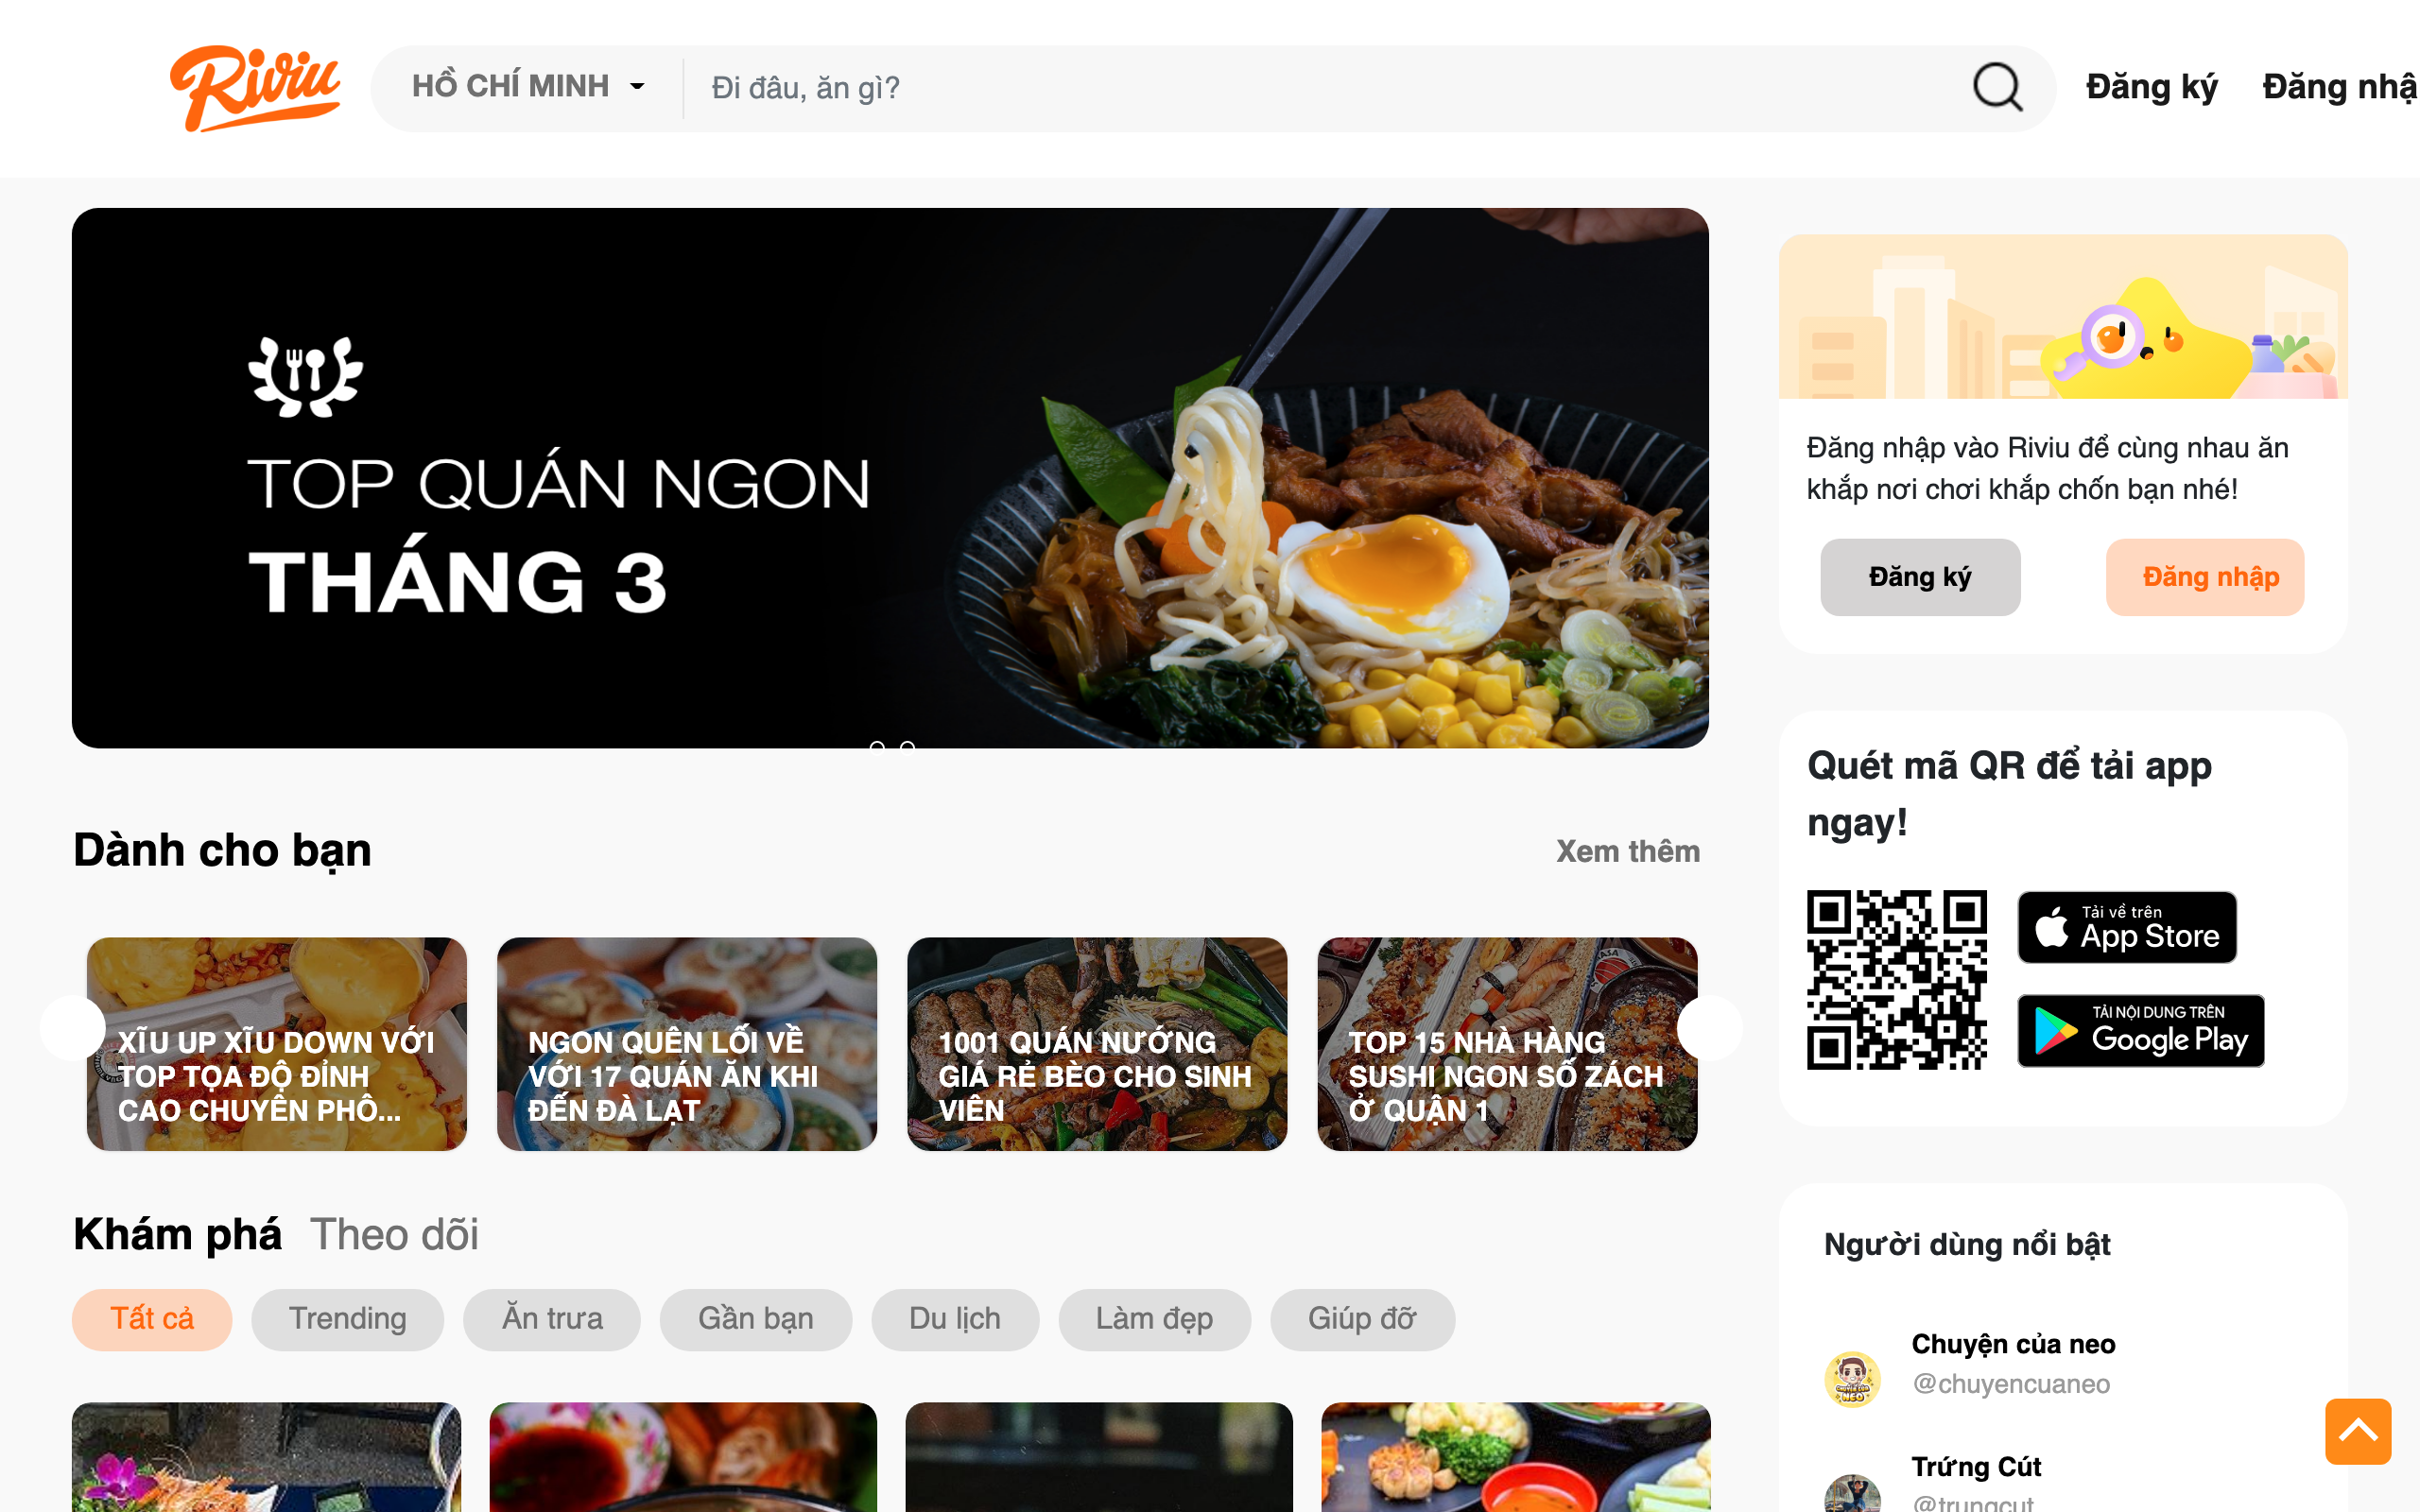 Riviu
HỒ CHÍ MINH
Đi đâu, ăn gì?
Đăng ký
Đăng nhậ
TOP QUÁN NGON
THÁNG 3
Đăng nhập vào Riviu để cùng nhau ăn
khắp nơi chơi khắp chốn bạn nhé!
Đăng ký
Đăng nhập
Quét mã QR để tải app
ngay!
Tải về trên
App Store
TẢI NỘI DUNG TRÊN
Google Play
Dành cho bạn
Xem thêm
XĨU UP XĨU DOWN VỚI
TOP TỌA ĐỘ ĐỈNH
CAO CHUYÊN PHÔ...
NGON QUÊN LỐI VỀ
VỚI 17 QUÁN ĂN KHI
ĐẾN ĐÀ LẠT
1001 QUÁN NƯỚNG
GIÁ RẺ BÈO CHO SINH
VIÊN
TOP 15 NHÀ HÀNG
SUSHI NGON SỐ ZÁCH
Ở QUẬN 1
Khám phá
Theo dõi
Tất cả
Trending
Ăn trưa
Gần bạn
Du lịch
Làm đẹp
Giúp đỡ
Người dùng nổi bật
Chuyện của neo
@chuyencuaneo
Trứng Cút
@trungcut